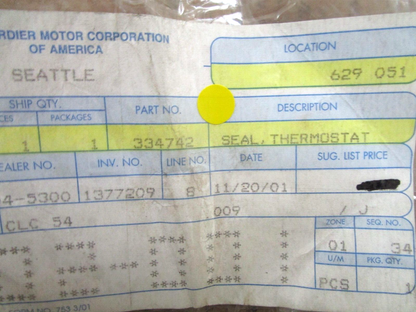 RDIER MOTOR CORPORATION
OF AMERICA
LOCATION
SEATTLE
629 051
SHIP QTY.
CES PACKAGES PART NO. DESCRIPTION
1 1 334742 SEAL, THERMOSTAT
EALER NO. INV. NO. LINE NO. DATE SUG. LIST PRICE
4-5300 1377209 8 11/20/01
CLC 54 009 / J
ZONE SEQ. NO.
01 34
U/M PKG. QTY.
PCS 1